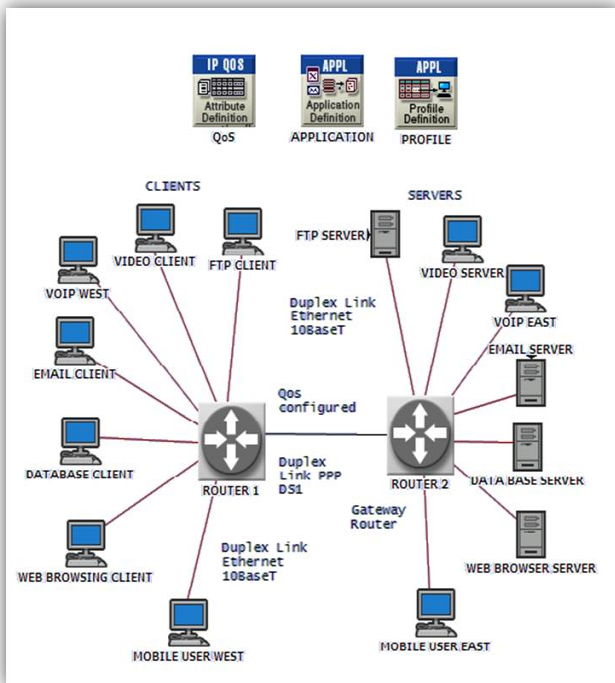 IP QOS
Attribute
Definition
QoS
APPL
Application
Definition
APPLICATION
APPL
Profile
Definition
PROFILE
CLIENTS
SERVERS
VIDEO CLIENT
FTP CLIENT
VOIP WEST
EMAIL CLIENT
DATABASE CLIENT
WEB BROWSING CLIENT
MOBILE USER WEST
FTP SERVER
VIDEO SERVER
VOIP EAST
EMAIL SERVER
DATA BASE SERVER
WEB BROWSER SERVER
MOBILE USER EAST
Duplex Link
Ethernet
10BaseT
Qos
configured
ROUTER 1
Duplex
Link PPP
DS1
ROUTER 2
Gateway
Router
Duplex Link
Ethernet
10BaseT